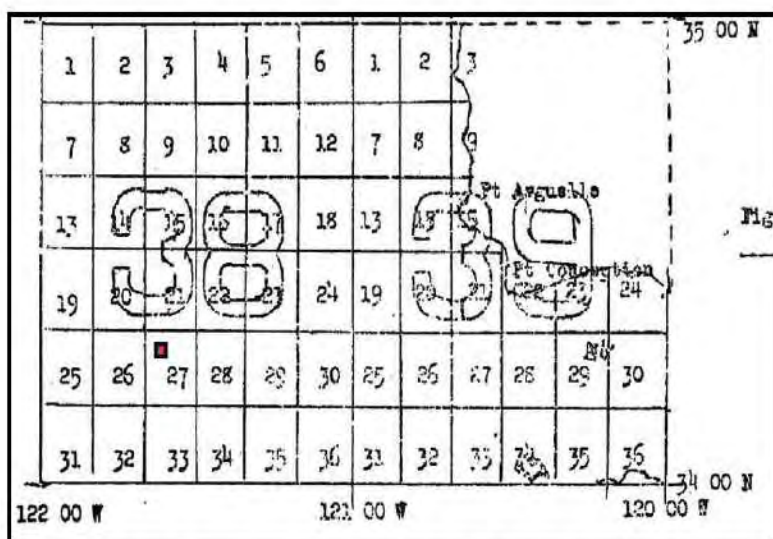 35 00 N
1 2 3 4 5 6 1 2 3
7 8 9 10 11 12 7 8 9
Pt Arguello
13 15 16 17 18 13 15
38 39
Pt Conception
19 20 21 22 23 24 19 20 21 22 23 24
25 26 27 28 29 30 25 26 27 28 29 30
31 32 33 34 35 36 31 32 33 34 35 36
34 00 N
122 00 W 121 00 W 120 00 W